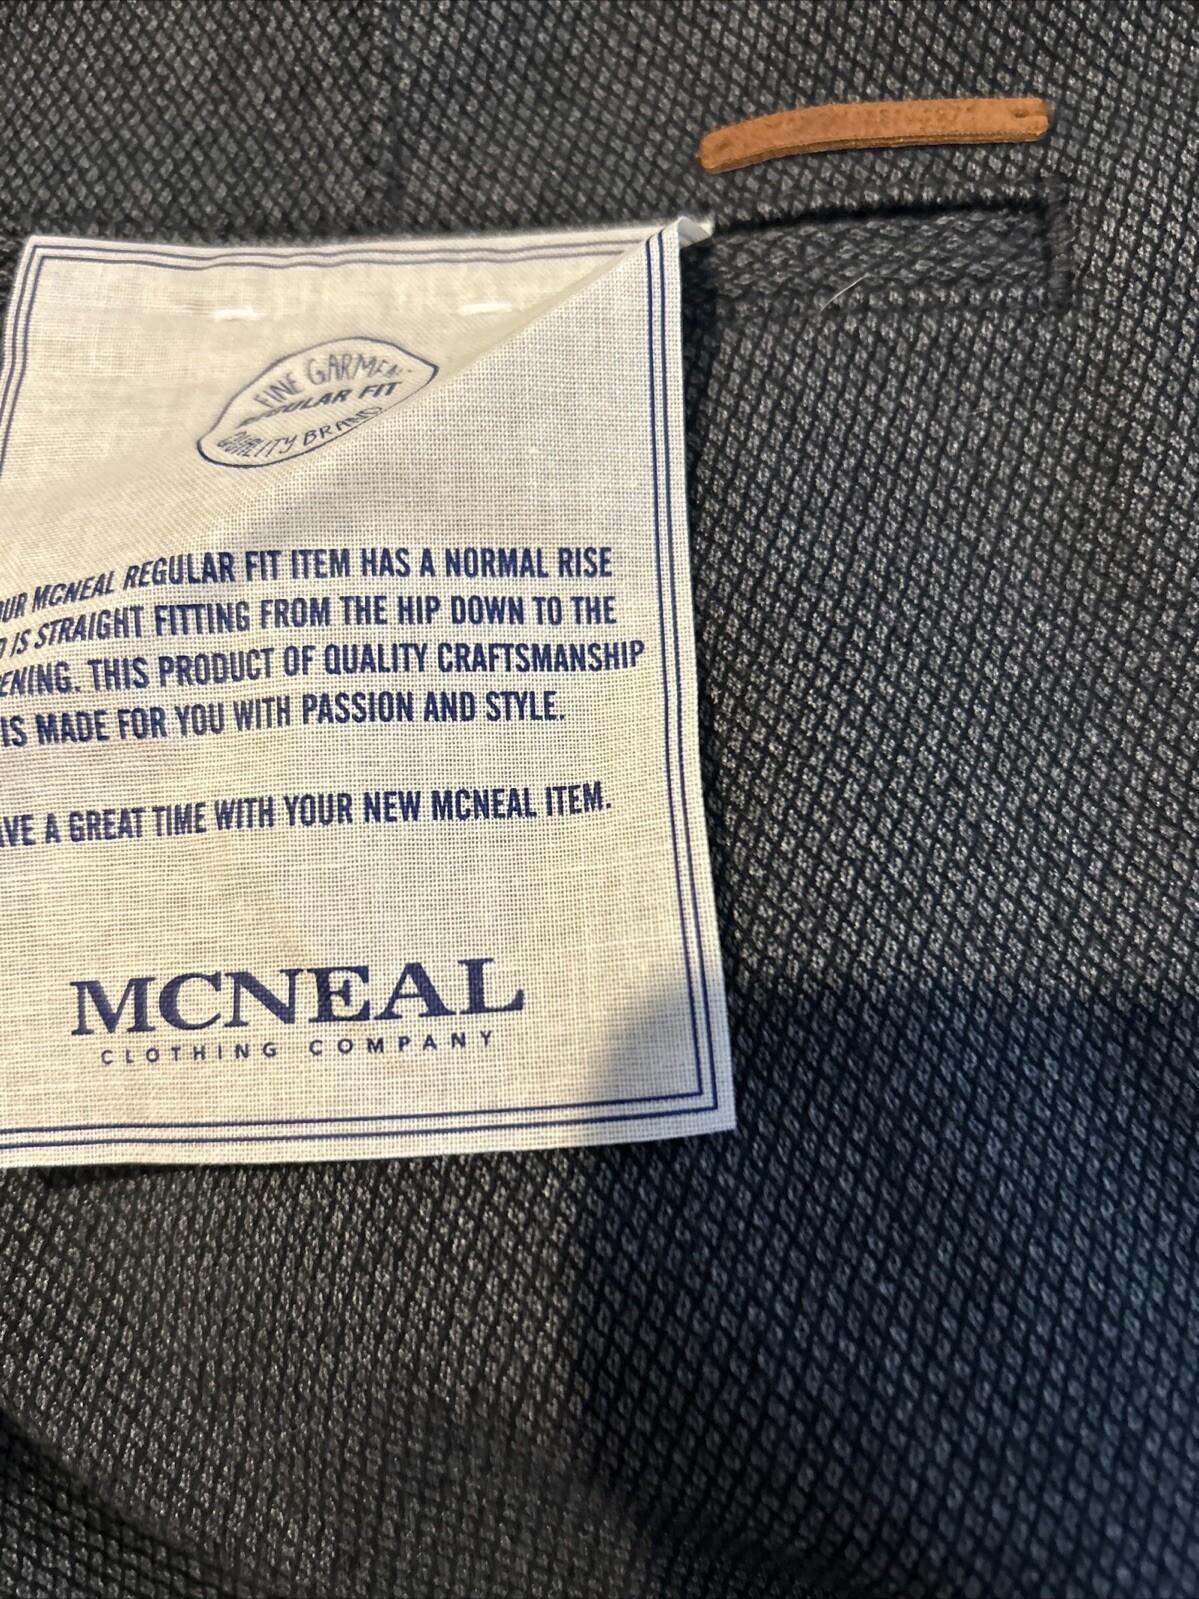 FINE GARMEN
REGULAR FIT
QUALITY BRAND
OUR MCNEAL REGULAR FIT ITEM HAS A NORMAL RISE
D IS STRAIGHT FITTING FROM THE HIP DOWN TO THE
ENING. THIS PRODUCT OF QUALITY CRAFTSMANSHIP
IS MADE FOR YOU WITH PASSION AND STYLE.
AVE A GREAT TIME WITH YOUR NEW MCNEAL ITEM.
MCNEAL
CLOTHING COMPANY